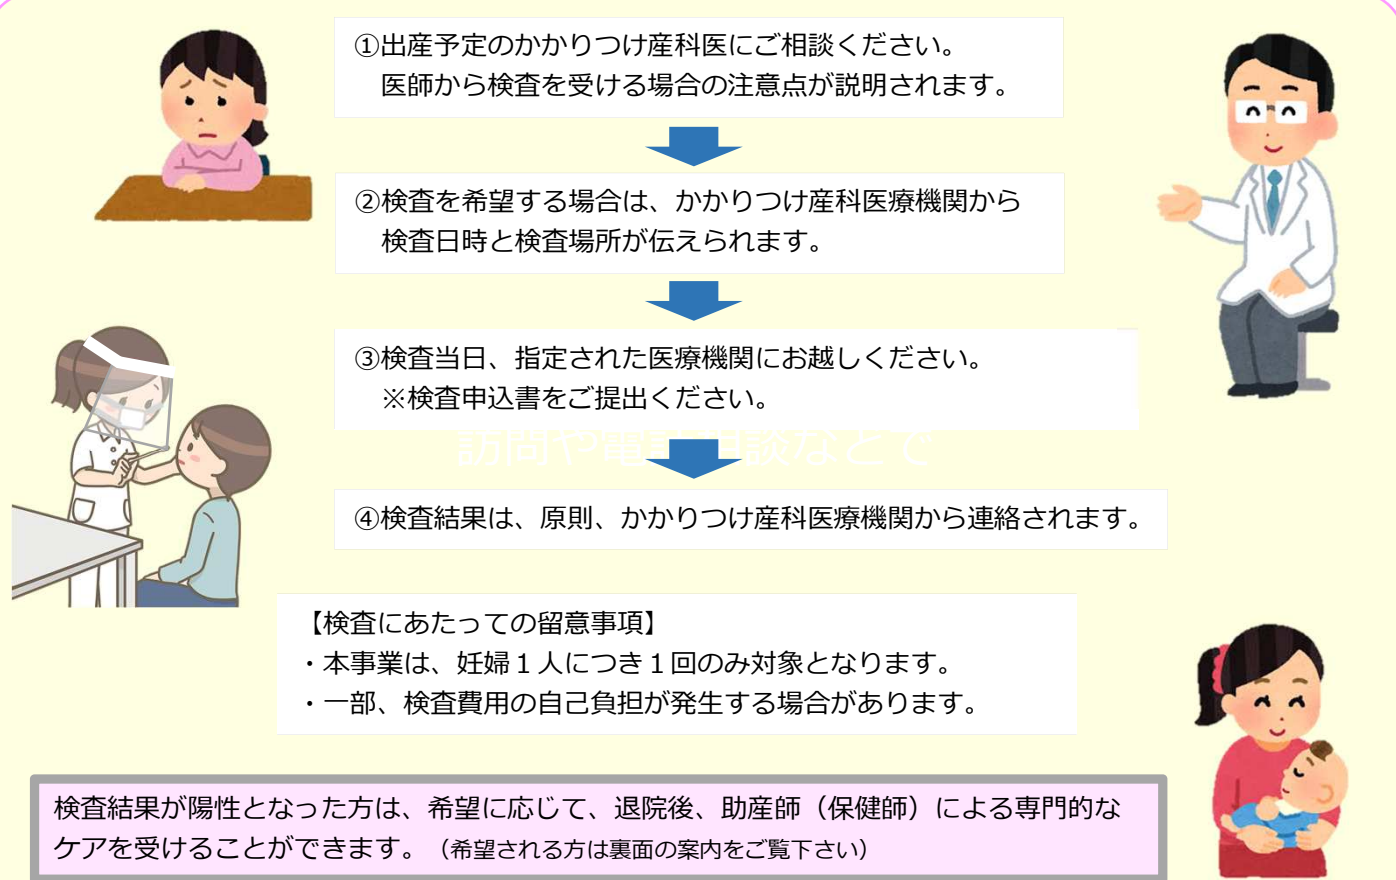 ①出産予定のかかりつけ産科医にご相談ください。
医師から検査を受ける場合の注意点が説明されます。
②検査を希望する場合は、かかりつけ産科医療機関から
検査日時と検査場所が伝えられます。
③検査当日、指定された医療機関にお越しください。
※検査申込書をご提出ください。
訪問や電話相談などで
④検査結果は、原則、かかりつけ産科医療機関から連絡されます。
【検査にあたっての留意事項】
・本事業は、妊婦１人につき１回のみ対象となります。
・一部、検査費用の自己負担が発生する場合があります。
検査結果が陽性となった方は、希望に応じて、退院後、助産師（保健師）による専門的な
ケアを受けることができます。（希望される方は裏面の案内をご覧下さい）